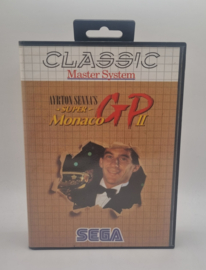 CLASSIC
Master System
AYRTON SENNA'S
SUPER
Monaco GP II
SEGA